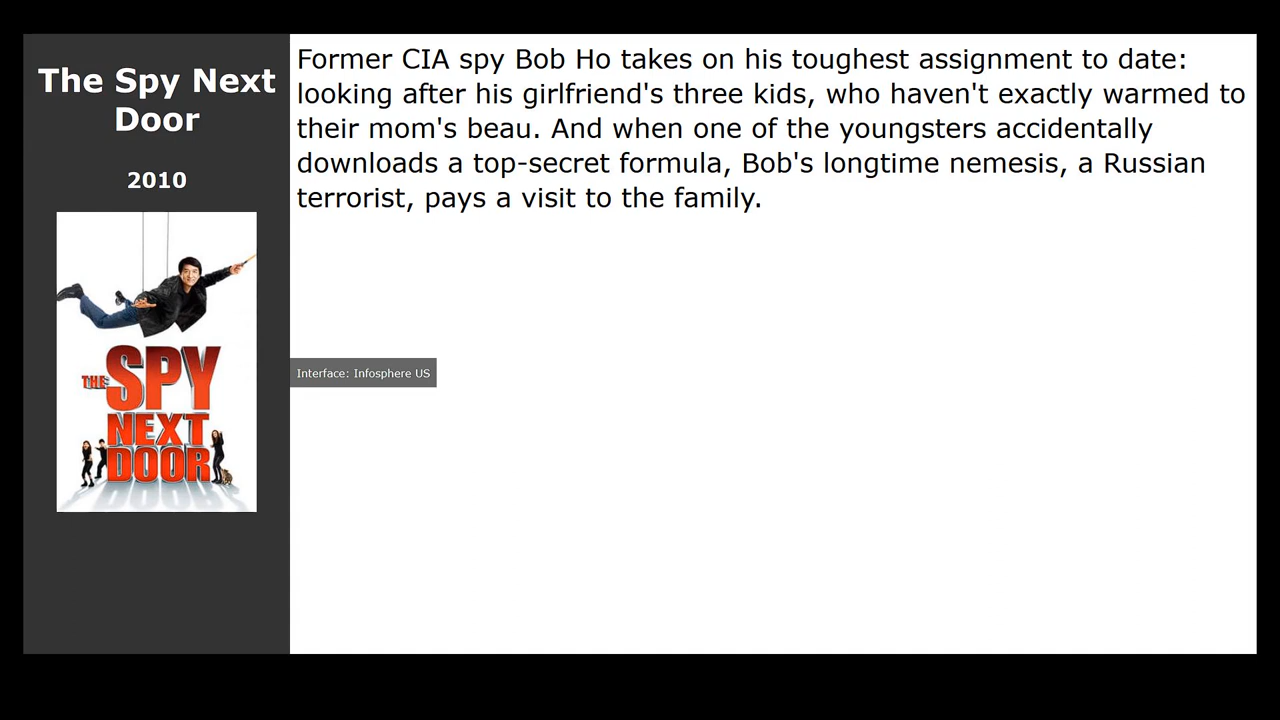 The Spy Next
Door
2010
THE SPY
NEXT
DOOR
Former CIA spy Bob Ho takes on his toughest assignment to date:
looking after his girlfriend's three kids, who haven't exactly warmed to
their mom's beau. And when one of the youngsters accidentally
downloads a top-secret formula, Bob's longtime nemesis, a Russian
terrorist, pays a visit to the family.
Interface: Infosphere US